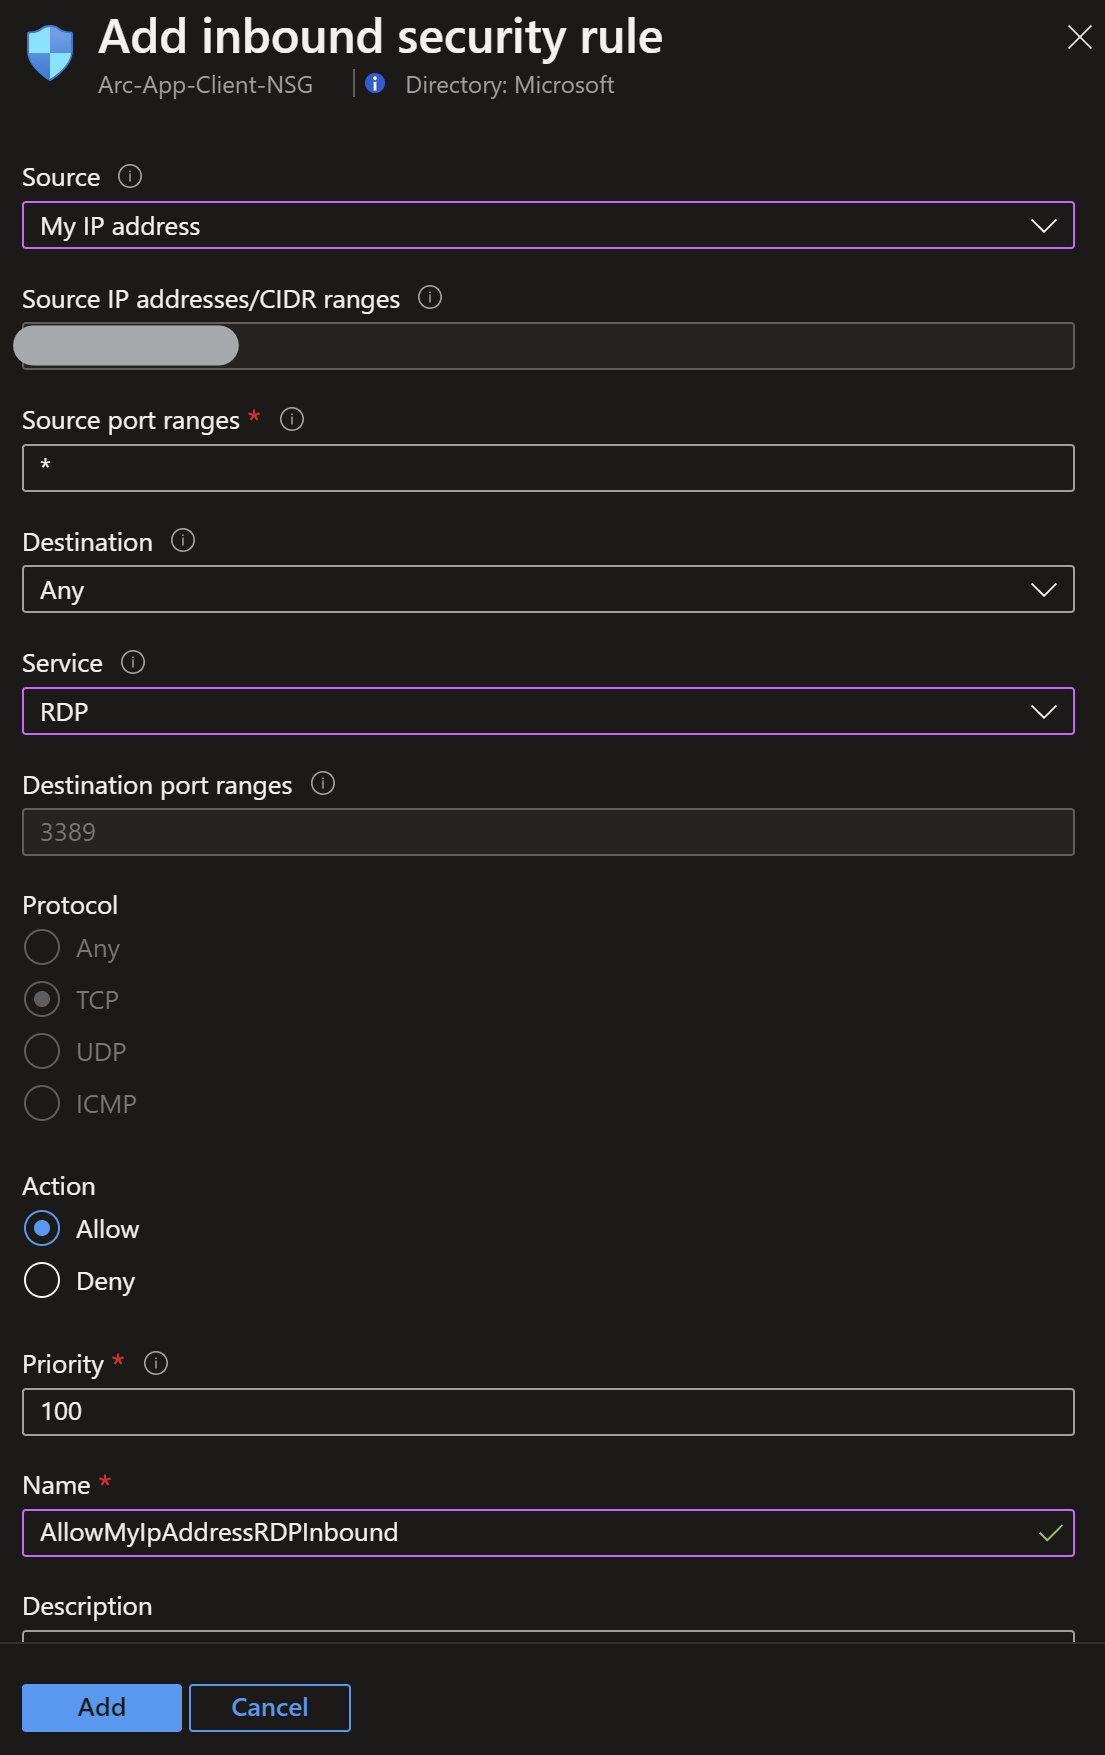 Add inbound security rule
Arc-App-Client-NSG
Directory: Microsoft
Source
My IP address
Source IP addresses/CIDR ranges
Source port ranges *
*
Destination
Any
Service
RDP
Destination port ranges
3389
Protocol
Any
TCP
UDP
ICMP
Action
Allow
Deny
Priority *
100
Name *
AllowMyIpAddressRDPInbound
Description
Add
Cancel